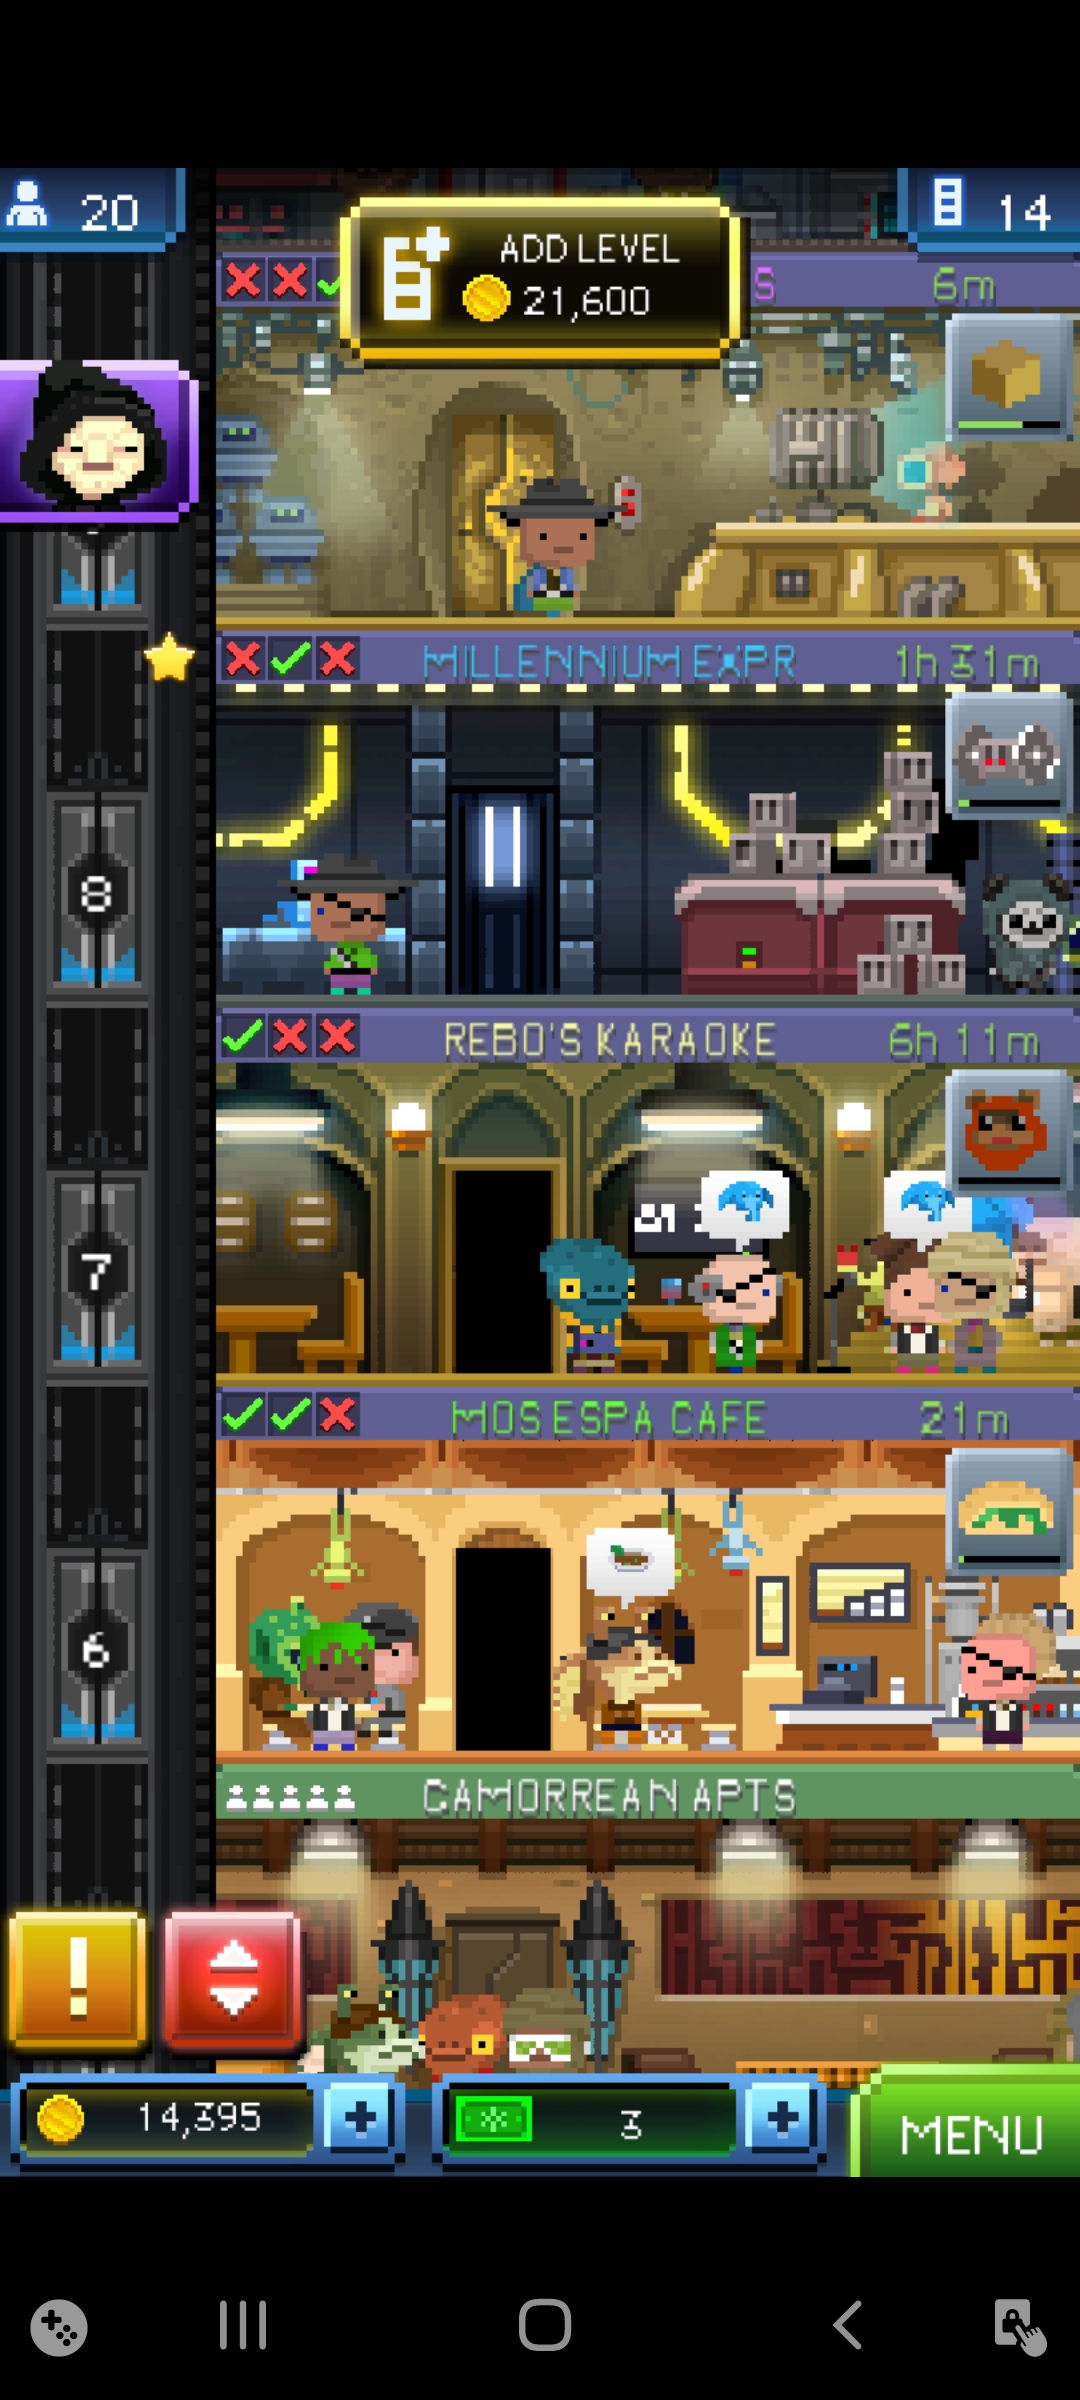 20
14
ADD LEVEL
21,600
S 6m
MILLENNIUM EXPR 1h 31m
8
REBO'S KARAOKE 6h 11m
7
MOS ESPA CAFE 21m
6
GAMORREAN APTS
!
14,395 +
3 +
MENU